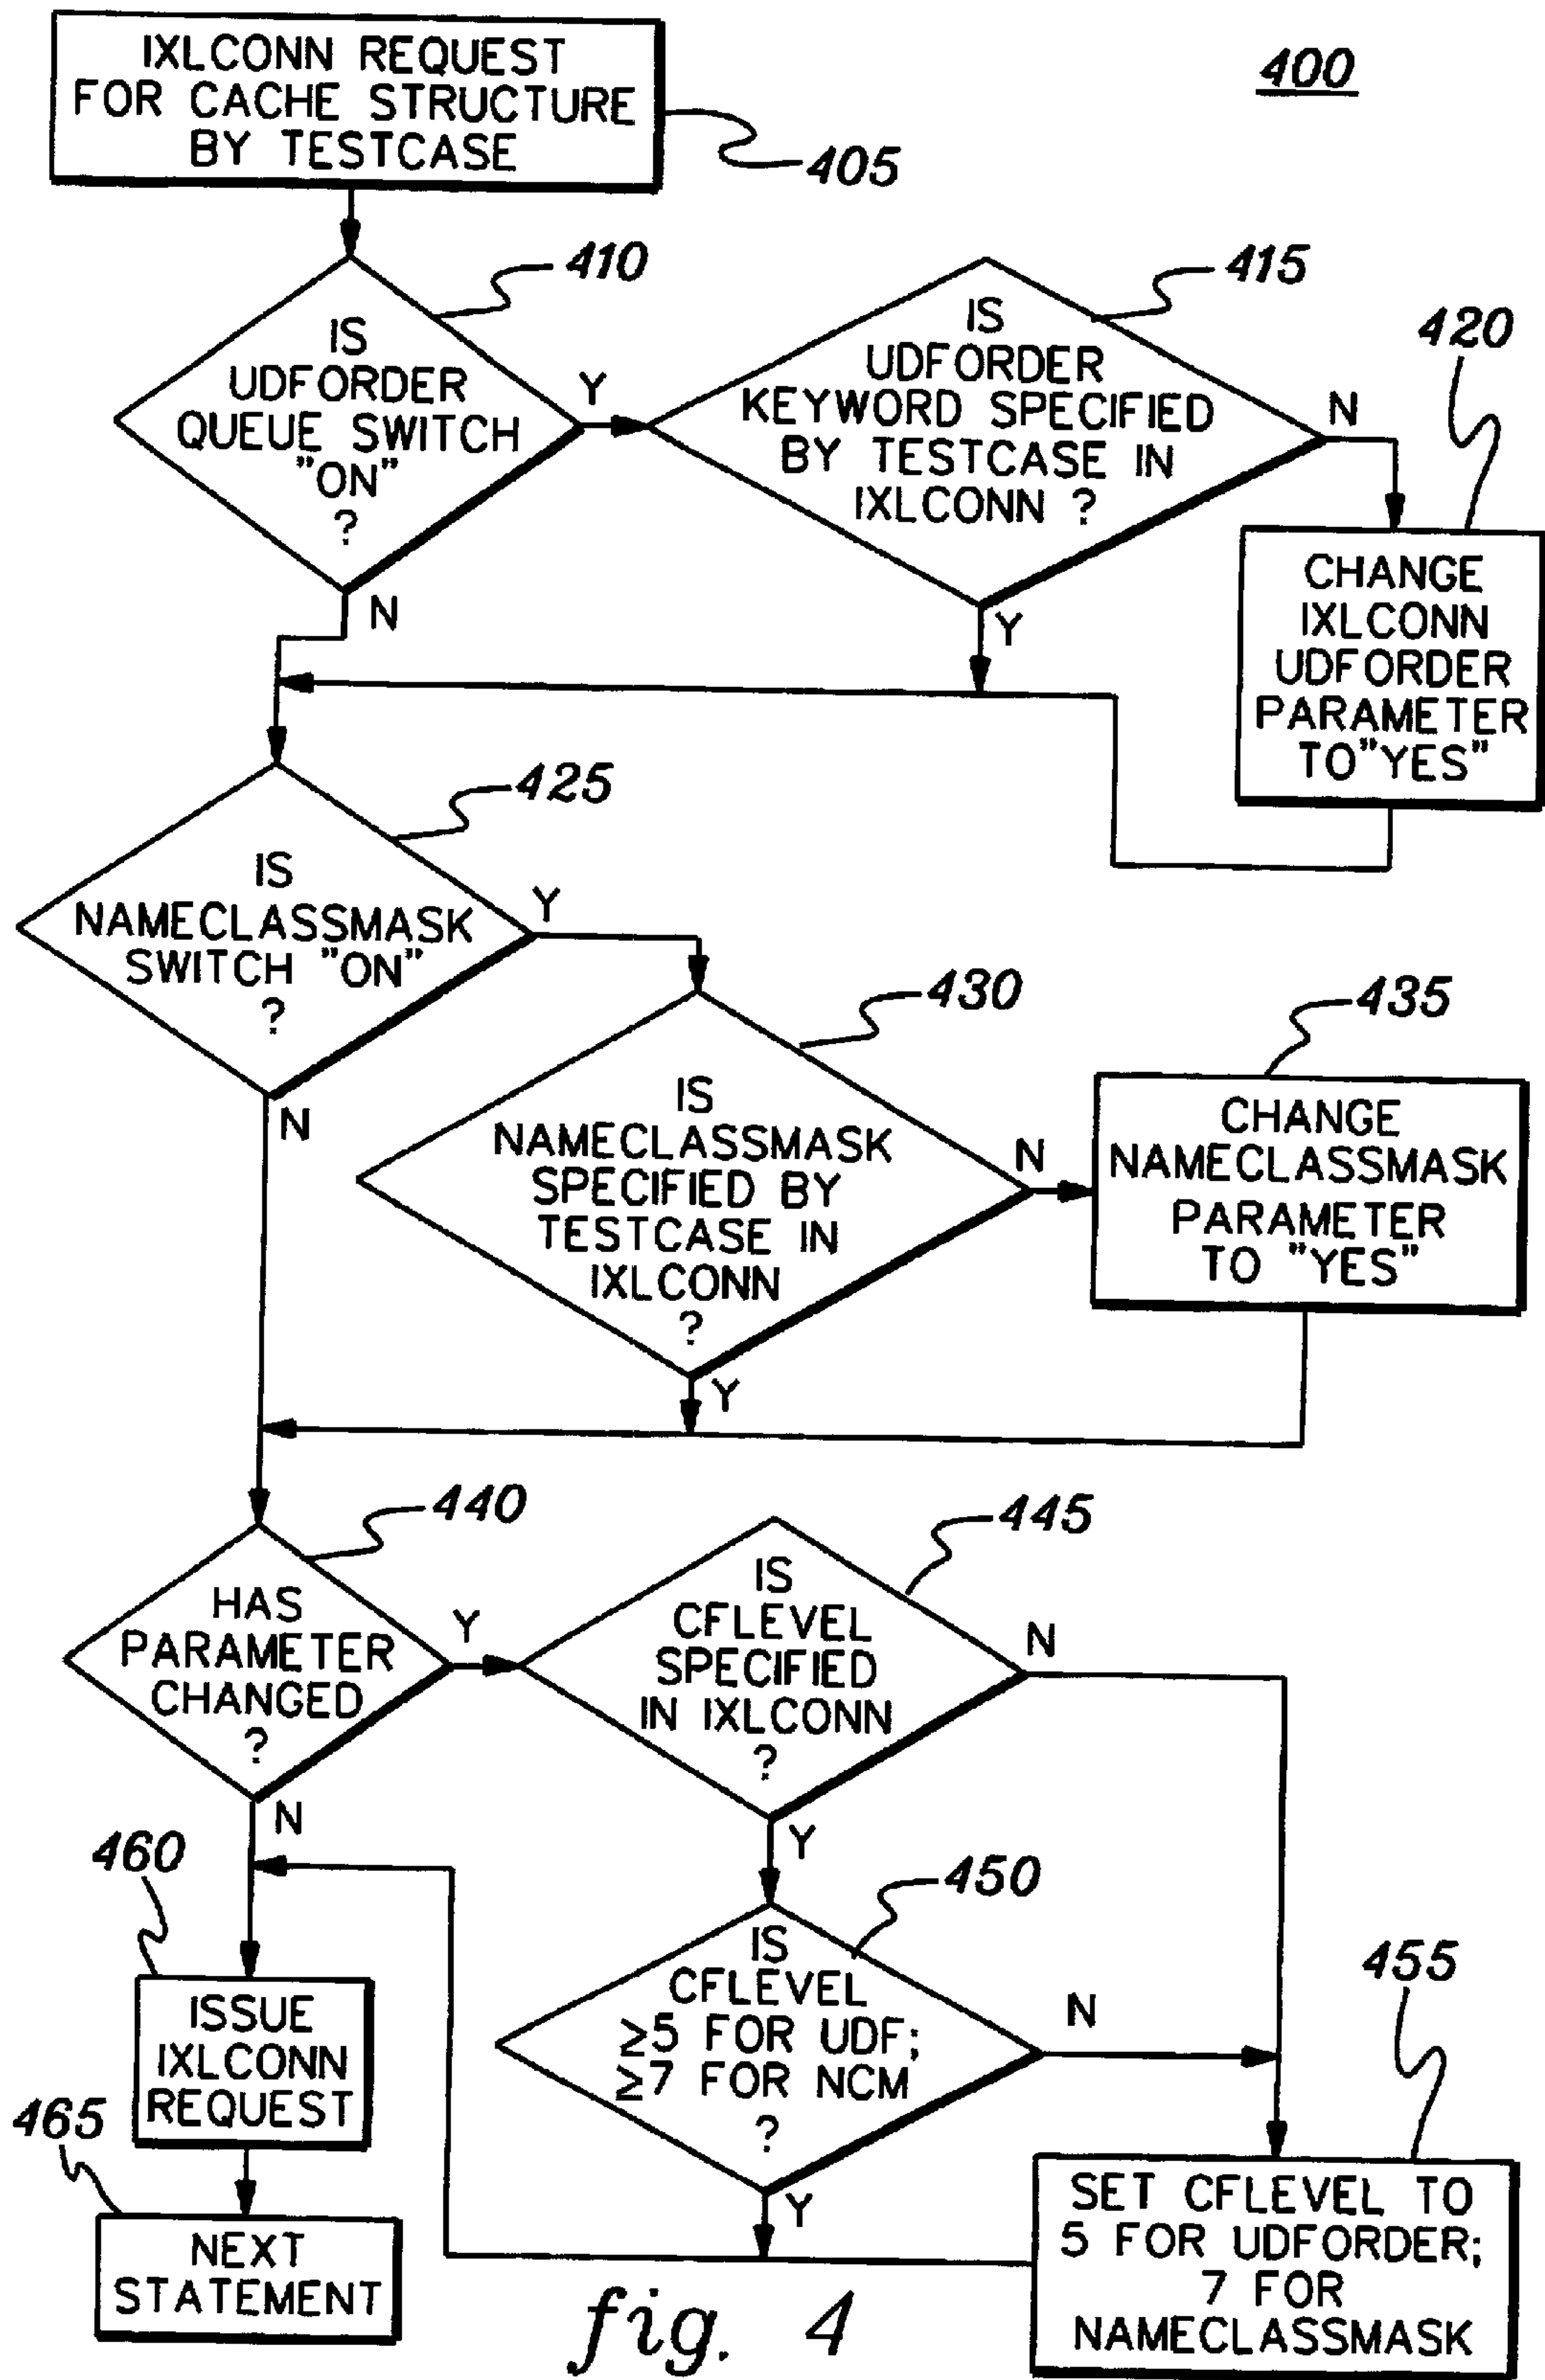 IXLCONN REQUEST
FOR CACHE STRUCTURE
BY TESTCASE
400
405
410
IS
UDFORDER
QUEUE SWITCH
"ON"
?
Y
N
415
IS
UDFORDER
KEYWORD SPECIFIED
BY TESTCASE IN
IXLCONN ?
N
Y
420
CHANGE
IXLCONN
UDFORDER
PARAMETER
TO"YES"
425
IS
NAMECLASSMASK
SWITCH "ON"
?
Y
N
430
IS
NAMECLASSMASK
SPECIFIED BY
TESTCASE IN
IXLCONN
?
N
Y
435
CHANGE
NAMECLASSMASK
PARAMETER
TO "YES"
440
HAS
PARAMETER
CHANGED
?
Y
N
445
IS
CFLEVEL
SPECIFIED
IN IXLCONN
?
N
Y
450
IS
CFLEVEL
≥5 FOR UDF;
≥7 FOR NCM
?
N
Y
455
SET CFLEVEL TO
5 FOR UDFORDER;
7 FOR
NAMECLASSMASK
460
ISSUE
IXLCONN
REQUEST
465
NEXT
STATEMENT
fig. 4